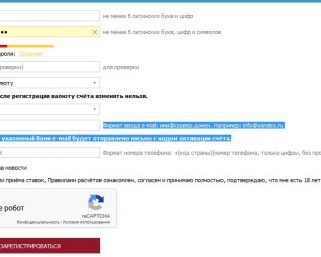 не менее 6 латинских букв и цифр
не менее 6 латинских букв, цифр и символов
ароля: Средняя
роверки) для проверки
алюту
сле регистрации валюту счёта изменить нельзя.
Формат ввода e-mail: имя@сервер.домен. Например: info@yandex.ru
указанный Вами e-mail будет отправлено письмо с кодом активации счёта.
Формат номера телефона: +(код страны)(номер телефона, только цифры, без про
на новости
и приёма ставок, Правилами расчётов ознакомлен, согласен и принимаю полностью, подтверждаю, что мне есть 18 лет
е робот
reCAPTCHA
Конфиденциальность - Условия использования
ЗАРЕГИСТРИРОВАТЬСЯ